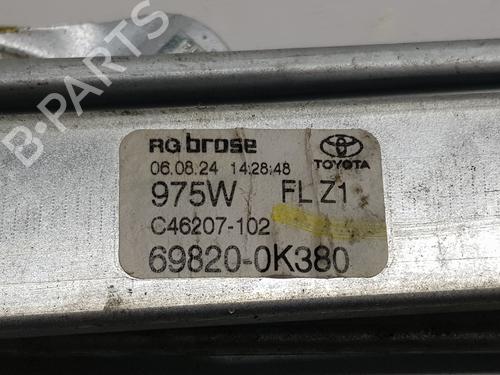 RG brose
TOYOTA
06.08.24 14:28:48
975W FL Z1
C46207-102
69820-0K380
B-PARTS